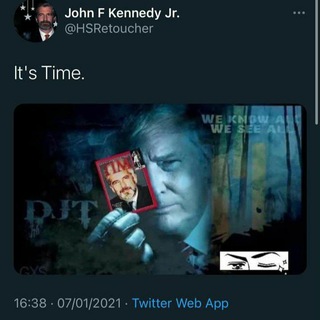 John F Kennedy Jr.
@HSRetoucher
It's Time.
WE KNOW ALL
WE SEE ALL
TIME
DJT
16:38 · 07/01/2021 · Twitter Web App